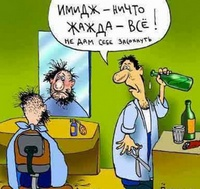 ИМИДЖ – НИЧТО
ЖАЖДА – ВСЁ!
НЕ ДАМ СЕБЕ ЗАСОХНУТЬ